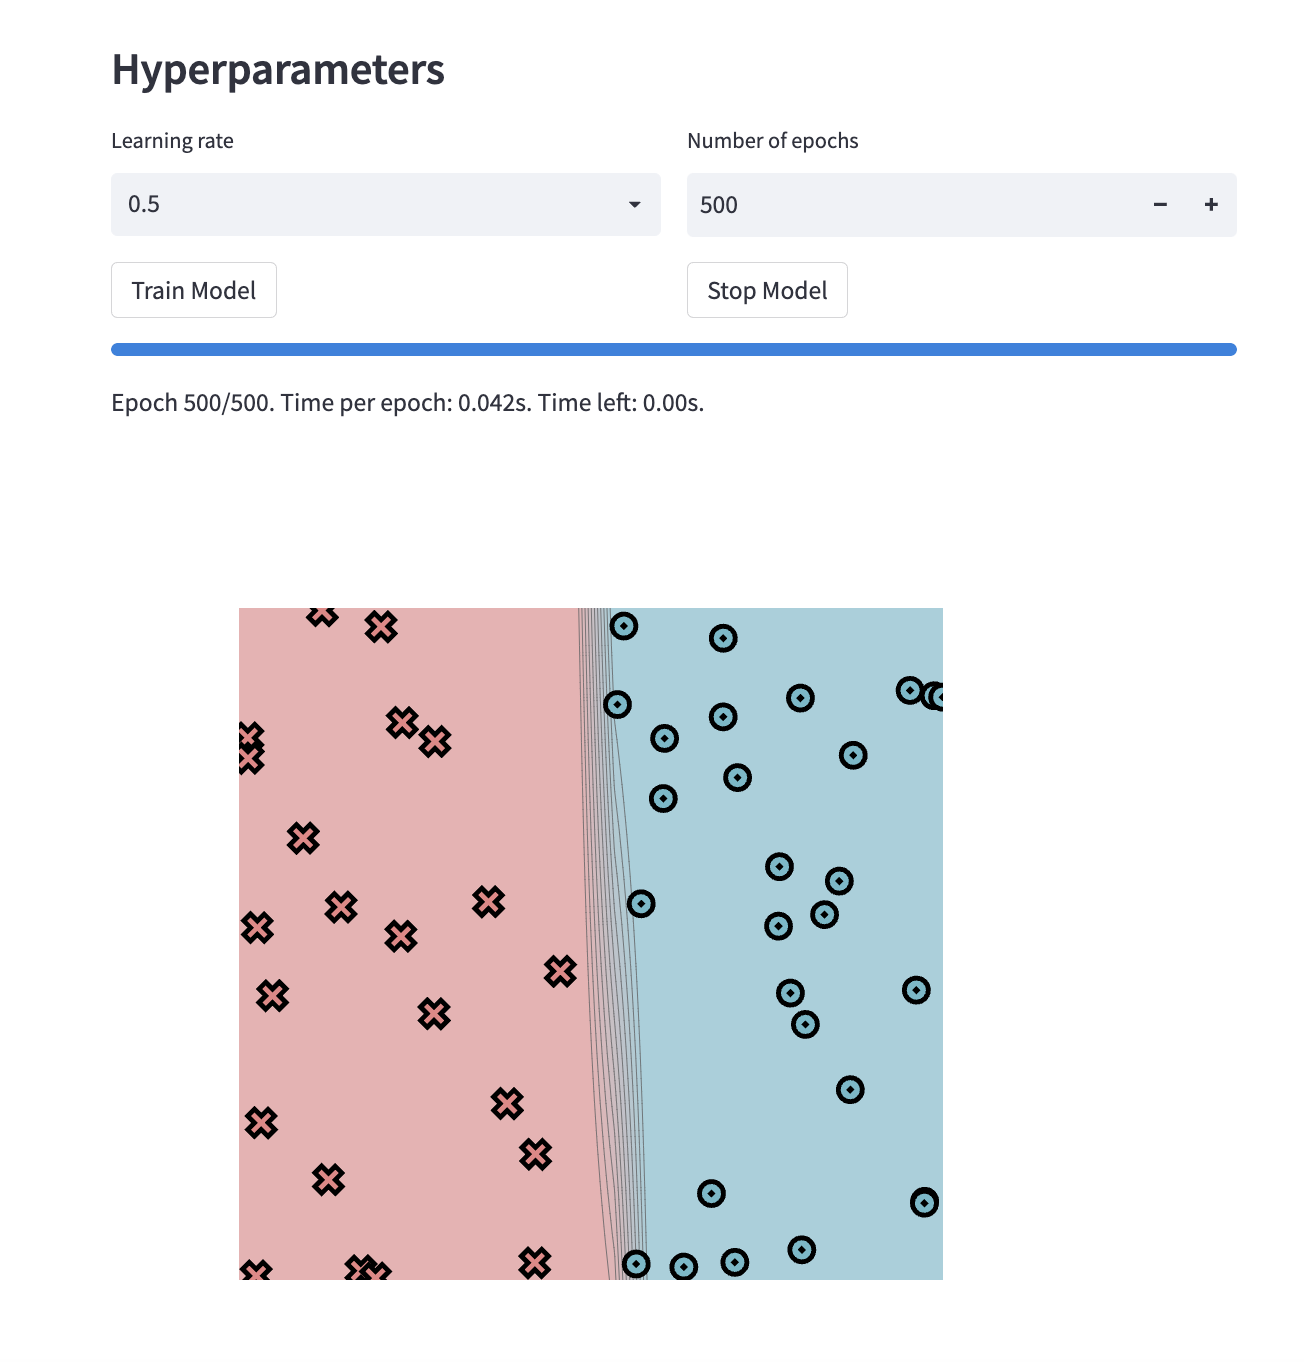 Hyperparameters
Learning rate
Number of epochs
0.5
500
Train Model
Stop Model
Epoch 500/500. Time per epoch: 0.042s. Time left: 0.00s.